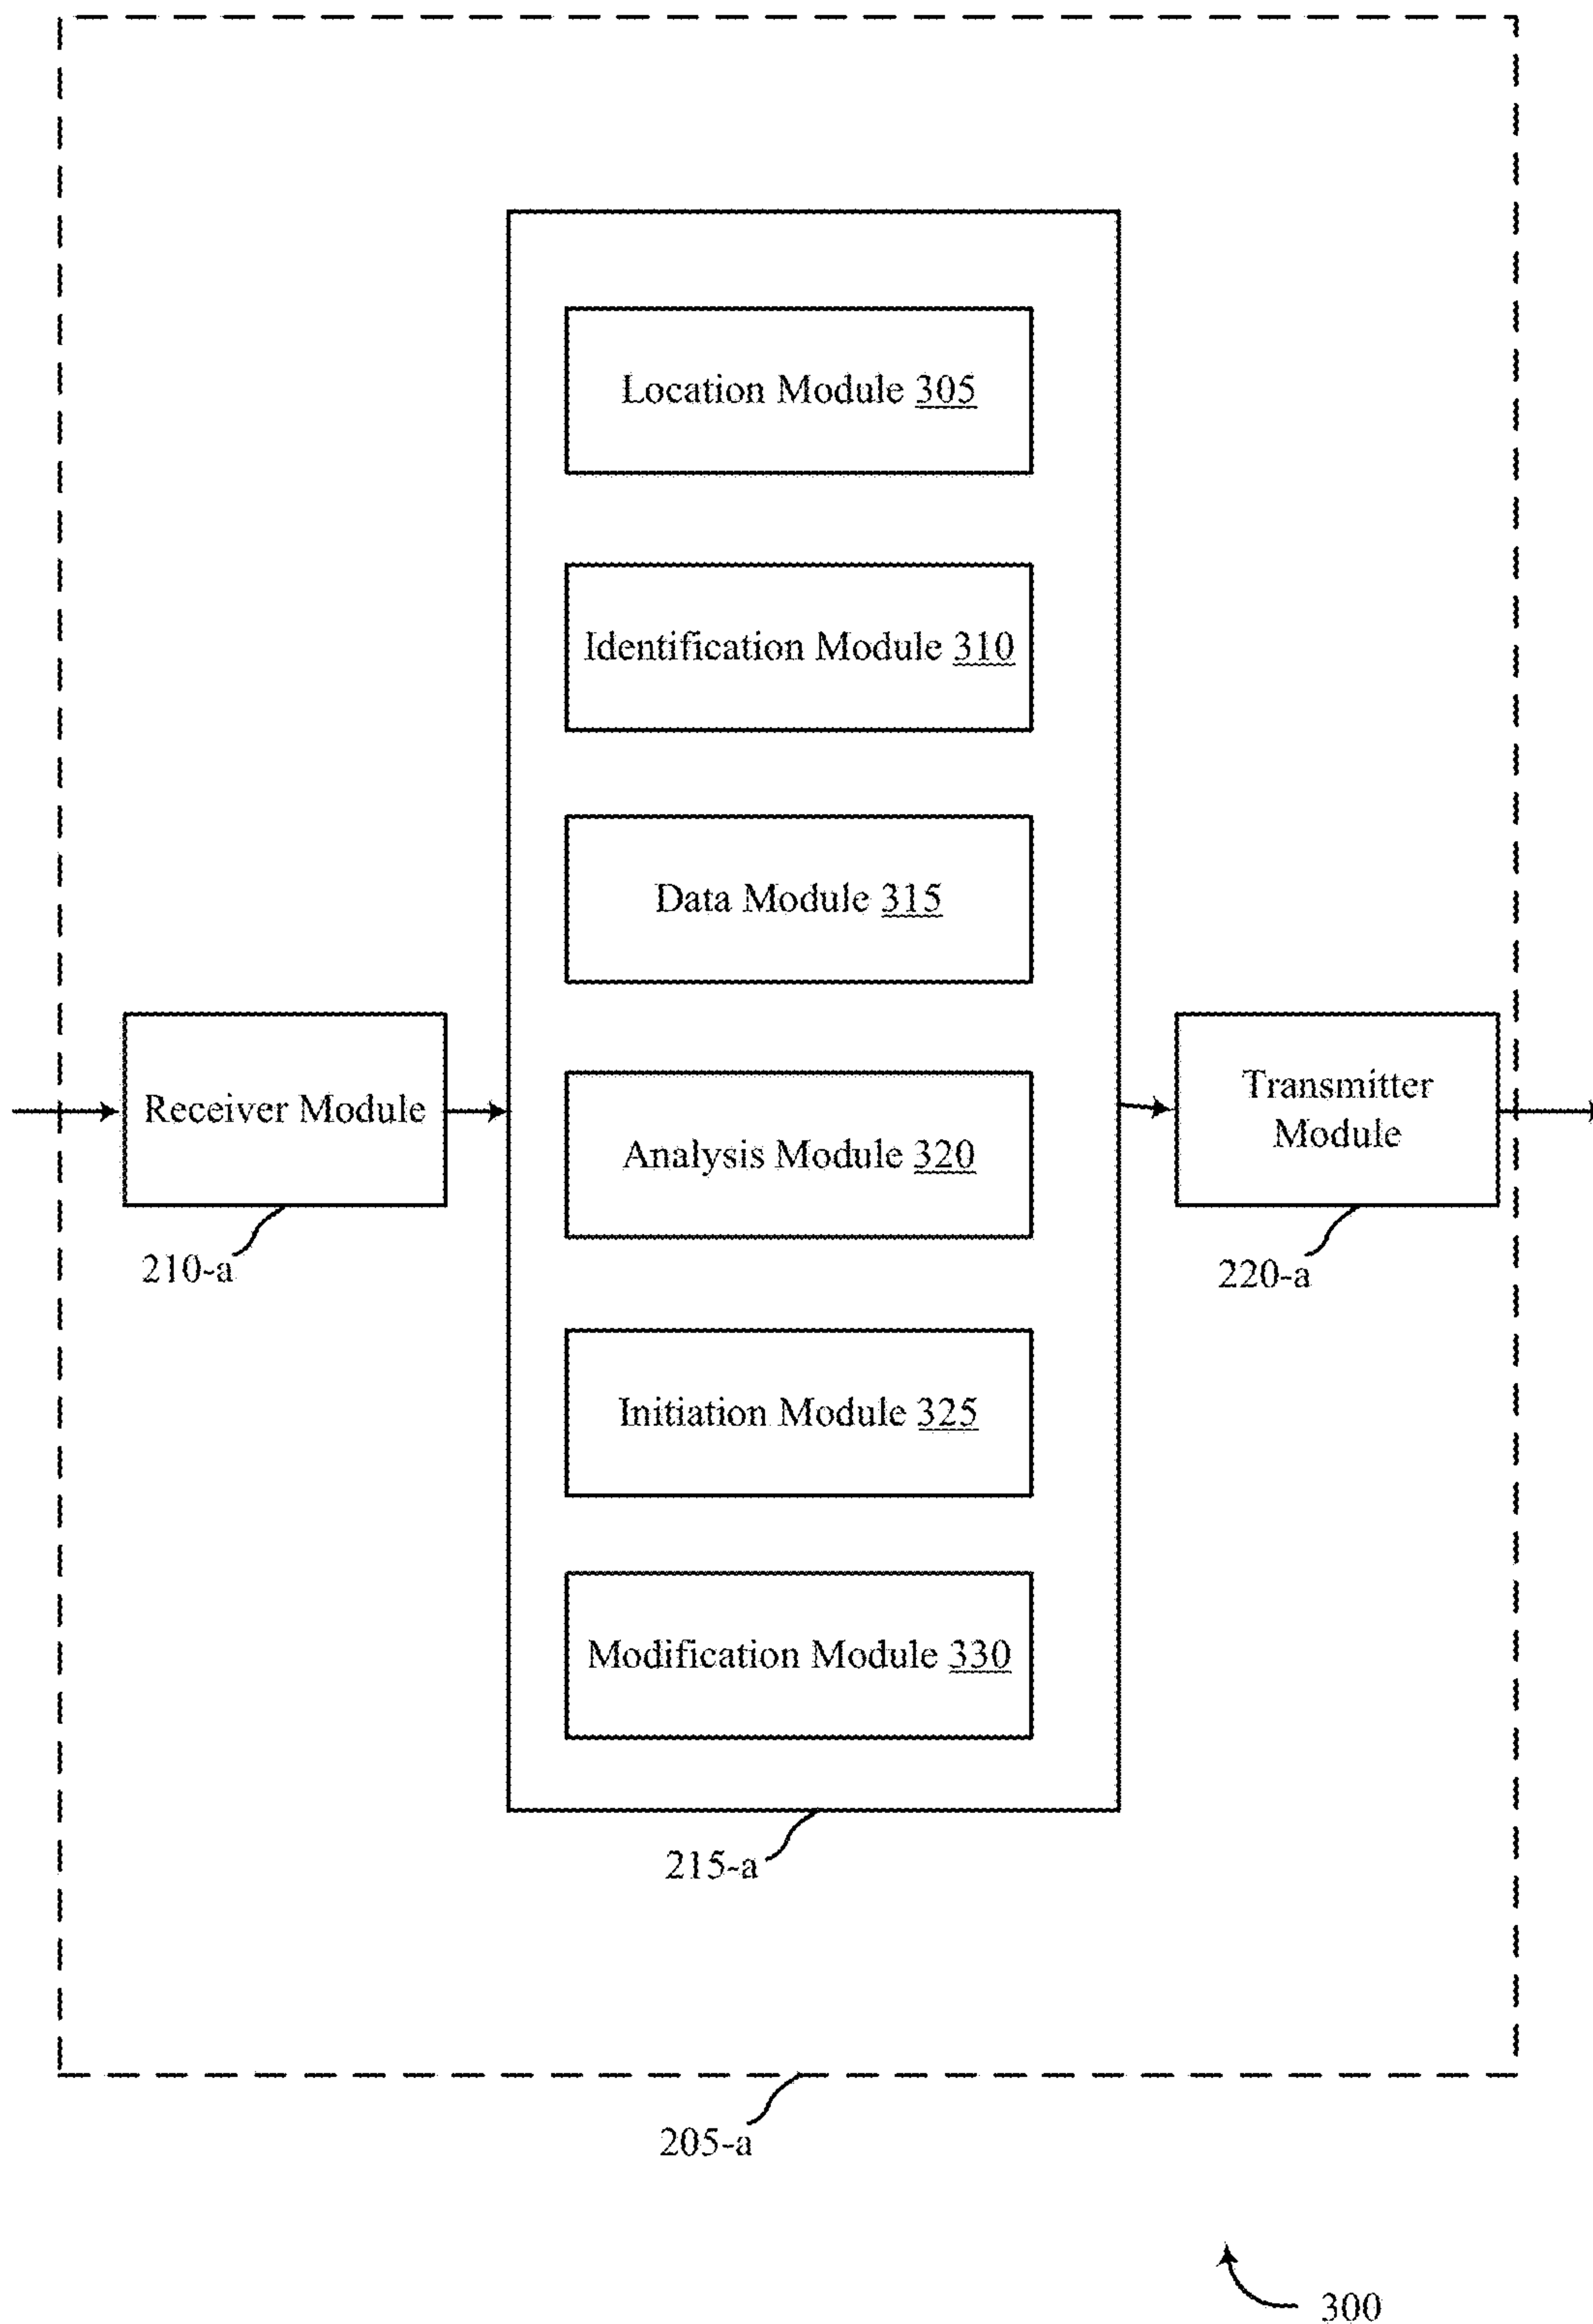 Location Module 305
Identification Module 310
Data Module 315
Receiver Module
Analysis Module 320
Transmitter
Module
210-a
220-a
Initiation Module 325
Modification Module 330
215-a
205-a
300